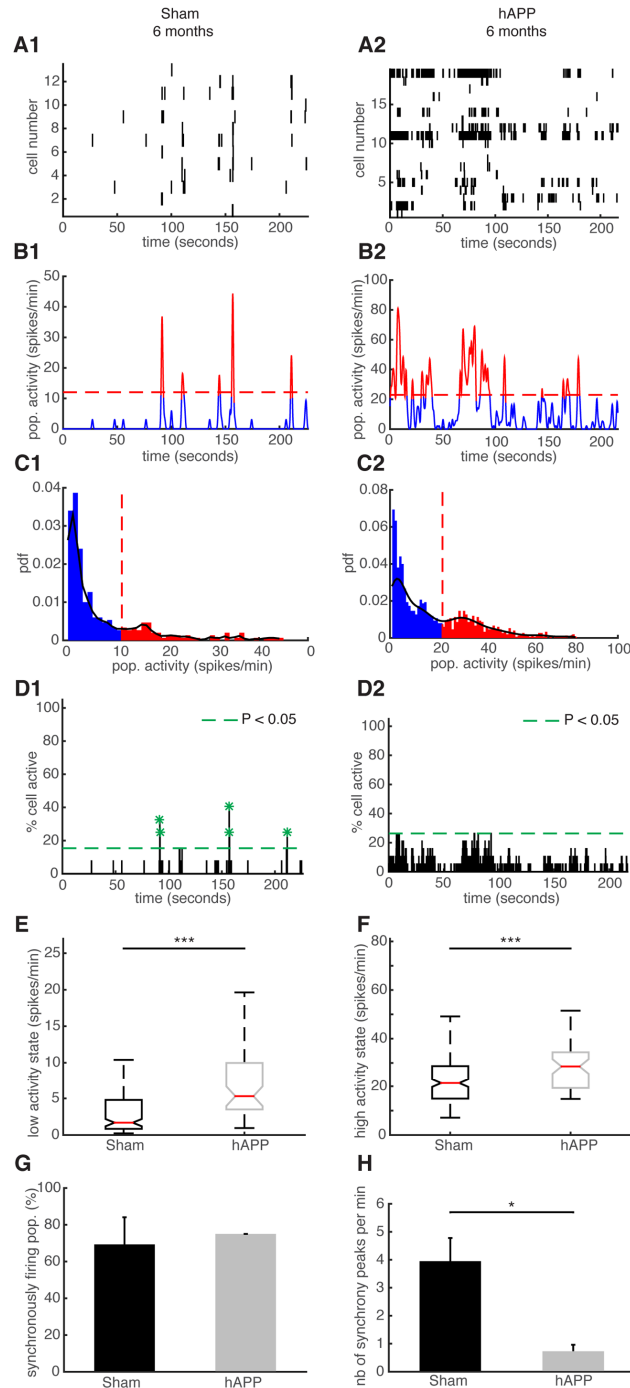 Sham
6 months
hAPP
6 months
A1
cell number
12
10
8
6
4
2
0
50
100
150
200
time (seconds)
A2
cell number
15
10
5
0
50
100
150
200
time (seconds)
B1
pop. activity (spikes/min)
50
40
30
20
10
0
0
50
100
150
200
time (seconds)
B2
pop. activity (spikes/min)
100
80
60
40
20
0
0
50
100
150
200
time (seconds)
C1
pdf
0.04
0.03
0.02
0.01
0
0
10
20
30
40
0
pop. activity (spikes/min)
C2
pdf
0.08
0.06
0.04
0.02
0
0
20
40
60
80
100
pop. activity (spikes/min)
D1
P < 0.05
% cell active
100
80
60
40
20
0
0
50
100
150
200
time (seconds)
D2
P < 0.05
% cell active
100
80
60
40
20
0
0
50
100
150
200
time (seconds)
E
***
low activity state (spikes/min)
25
20
15
10
5
0
Sham
hAPP
F
***
high activity state (spikes/min)
80
60
40
20
0
Sham
hAPP
G
synchronously firing pop. (%)
100
80
60
40
20
0
Sham
hAPP
H
*
nb of synchrony peaks per min
6
5
4
3
2
1
0
Sham
hAPP